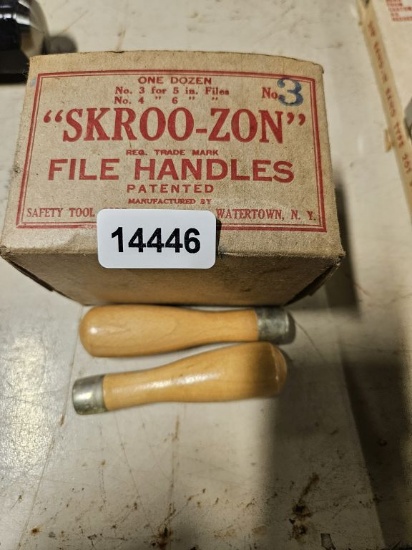 ONE DOZEN
No. 3 for 5 in. Files
No. 4 " 6 " "
No. 3
"SKROO-ZON"
REG. TRADE MARK
FILE HANDLES
PATENTED
MANUFACTURED BY
SAFETY TOOL WATERTOWN, N. Y.
14446